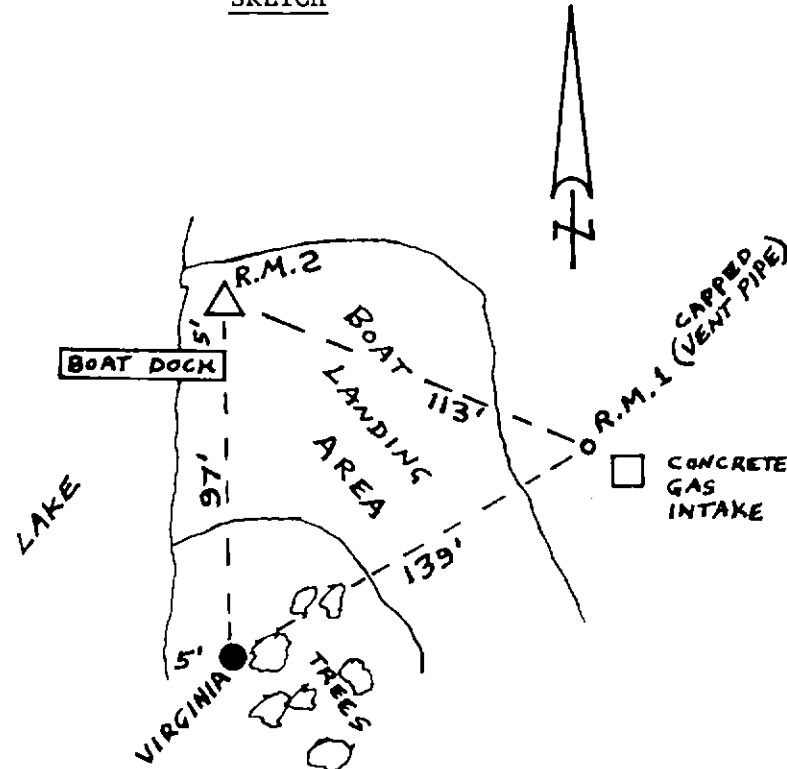 SKETCH
N
R.M.2
5'
BOAT DOCK
BOAT
LANDING
AREA
113'
CAPPED
(VENT PIPE)
R.M.1
CONCRETE
GAS
INTAKE
97'
LAKE
139'
5'
VIRGINIA
TREES